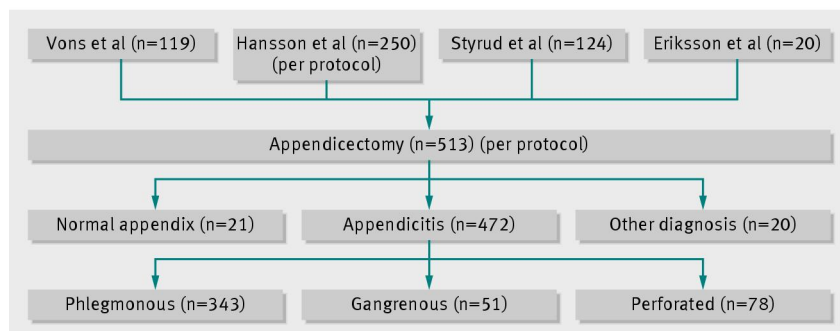 Vons et al (n=119)
Hansson et al (n=250)
(per protocol)
Styrud et al (n=124)
Eriksson et al (n=20)
Appendicectomy (n=513) (per protocol)
Normal appendix (n=21)
Appendicitis (n=472)
Other diagnosis (n=20)
Phlegmonous (n=343)
Gangrenous (n=51)
Perforated (n=78)